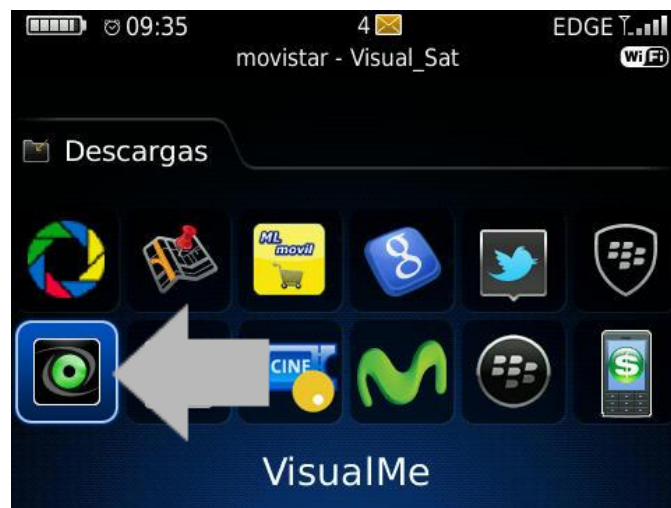 09:35
4
EDGE
movistar - Visual_Sat
WiFi
Descargas
ML
movil
g
CINE
S
VisualMe